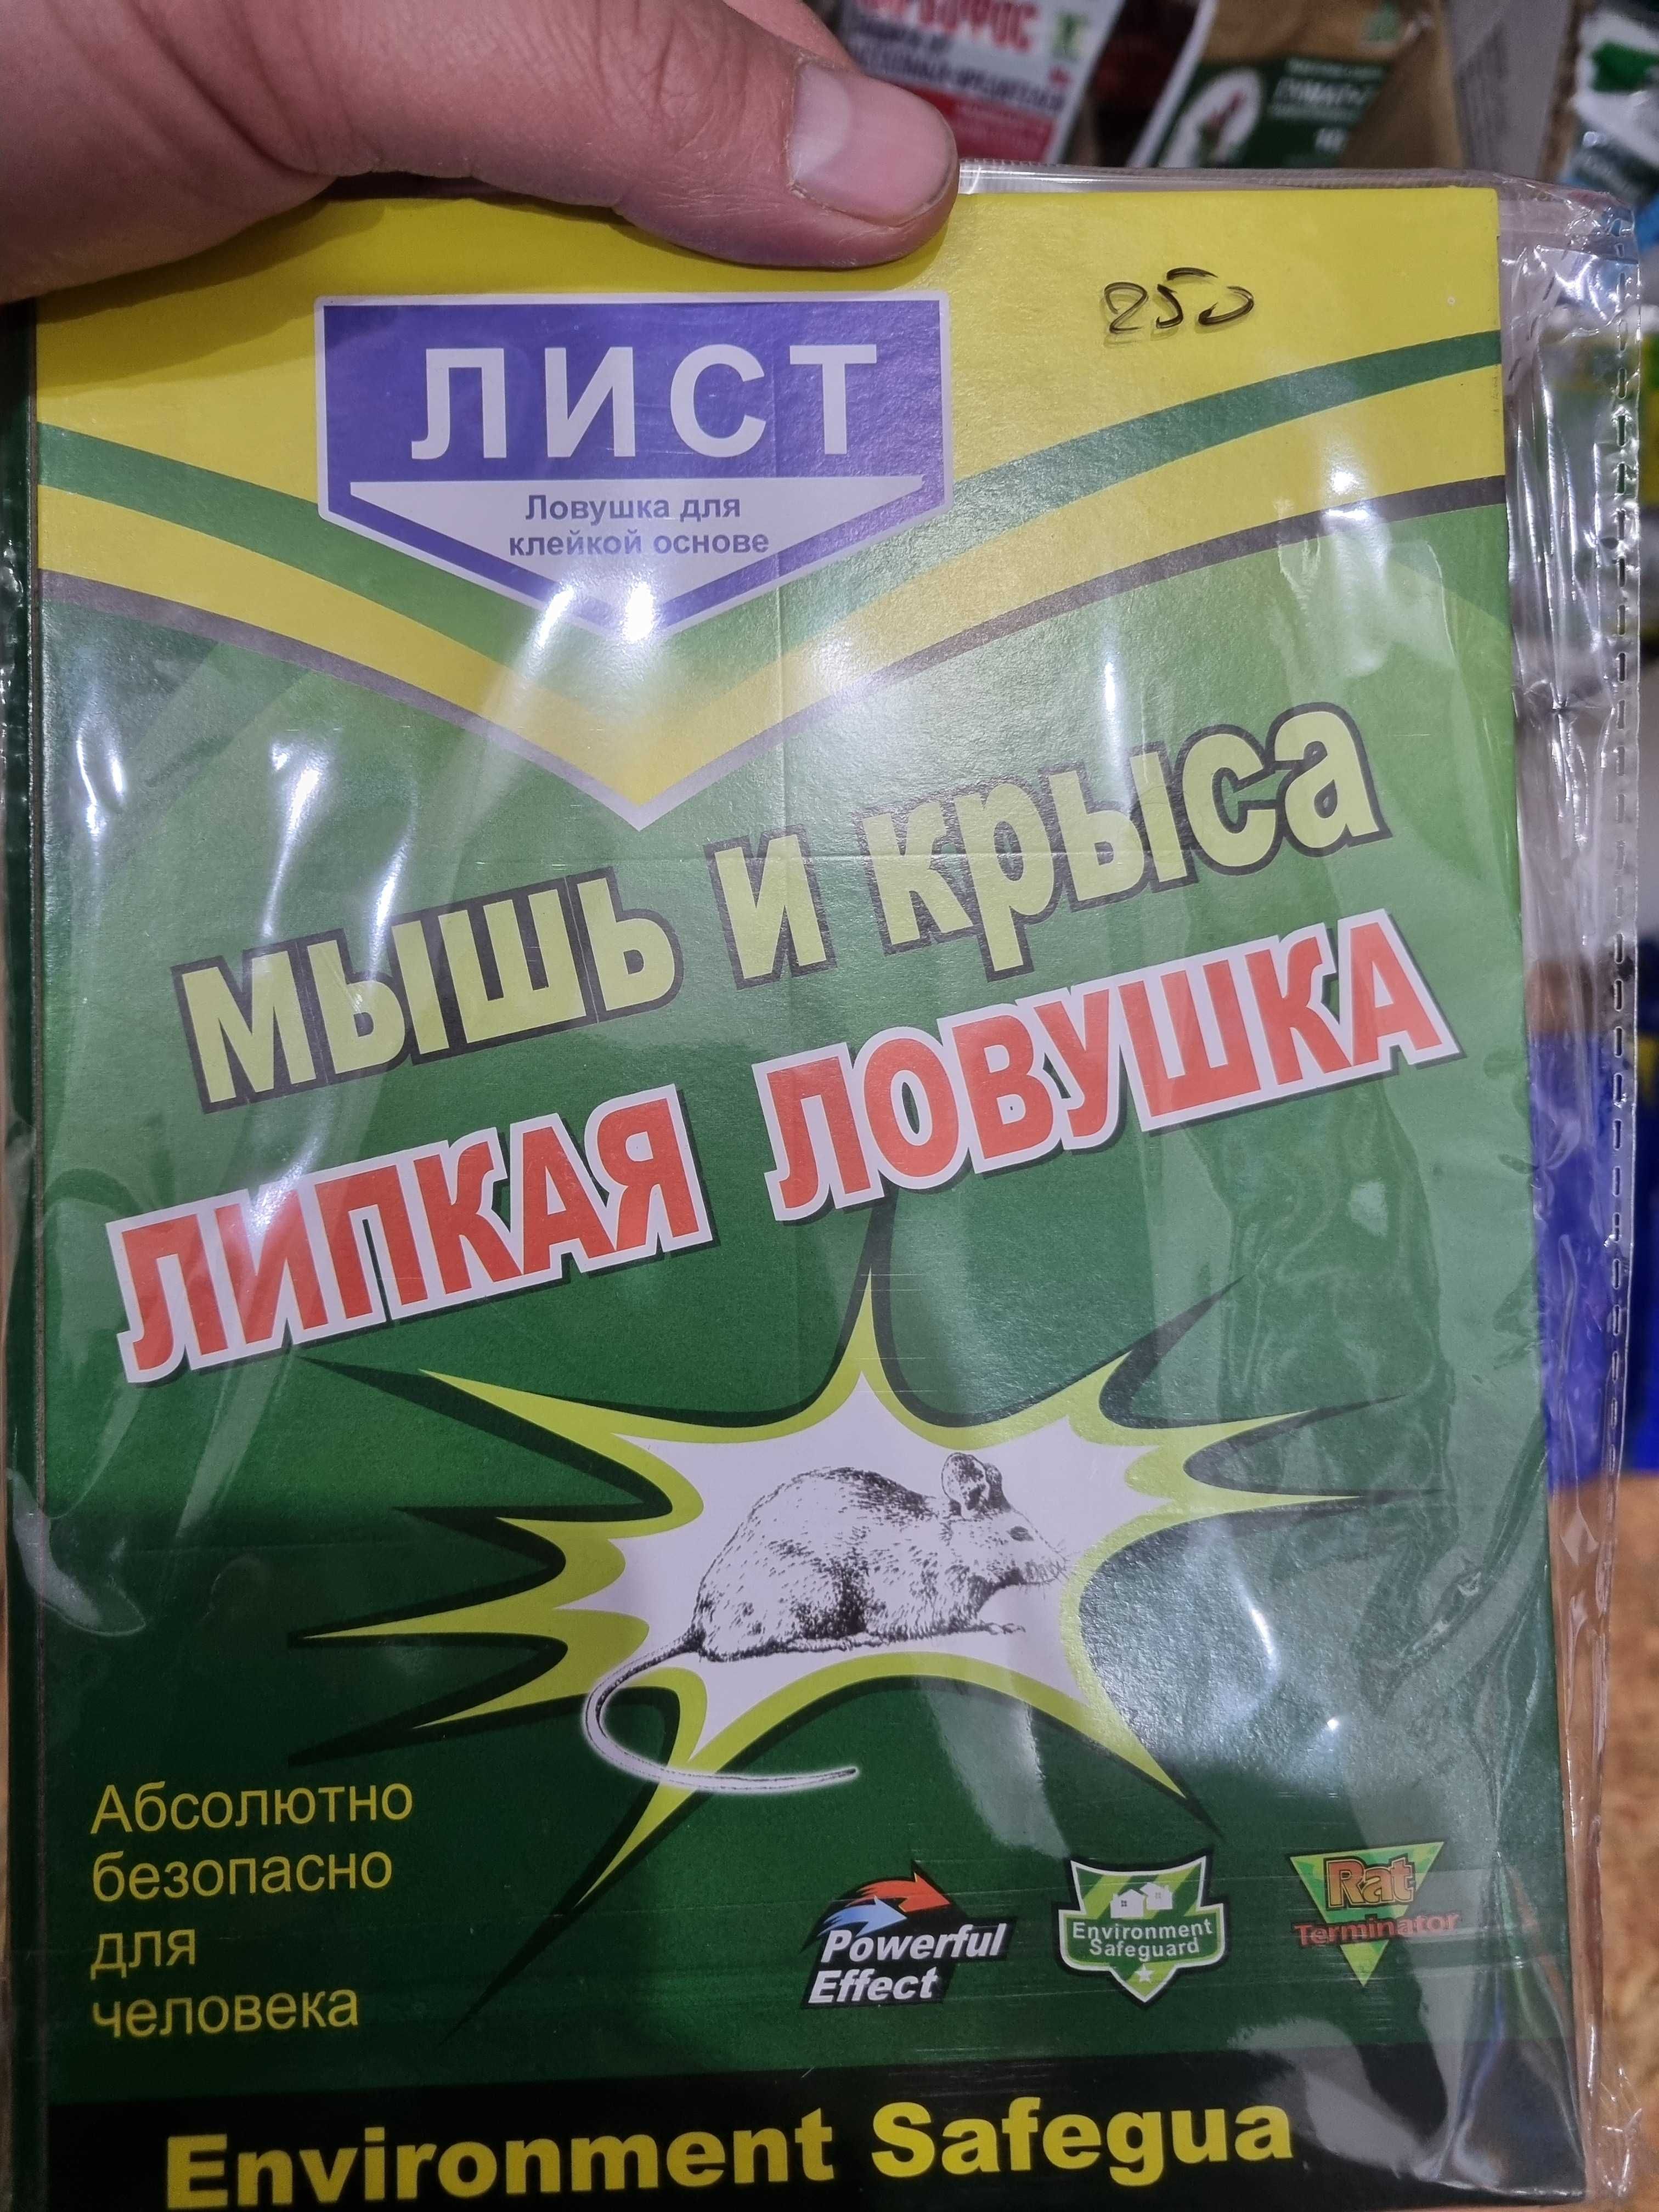 250
ЛИСТ
Ловушка для
клейкой основе
мышь и крыса
ЛИПКАЯ ЛОВУШКА
Абсолютно
безопасно
для
человека
Powerful
Effect
Environment
Safeguard
Rat
Terminator
Environment Safegua